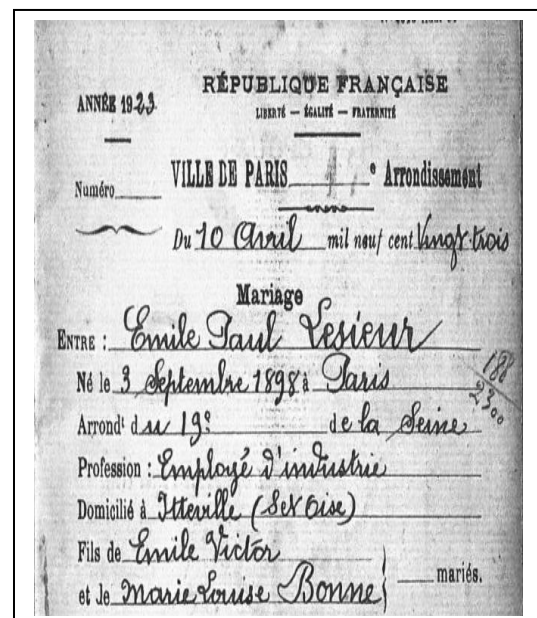 RÉPUBLIQUE FRANÇAISE
ANNÉE 1923
LIBERTÉ — ÉGALITÉ — FRATERNITÉ
VILLE DE PARIS e Arrondissement
Numéro
Du 10 Avril mil neuf cent Vingt-trois
Mariage
ENTRE : Emile Paul Lesieur
Né le 3 Septembre 1898 à Paris
188
2300
Arrondt du 19e de la Seine
Profession : Employé d'industrie
Domicilié à Itteville (S et Oise)
Fils de Emile Victor
et de Marie Louise Bonne } mariés.